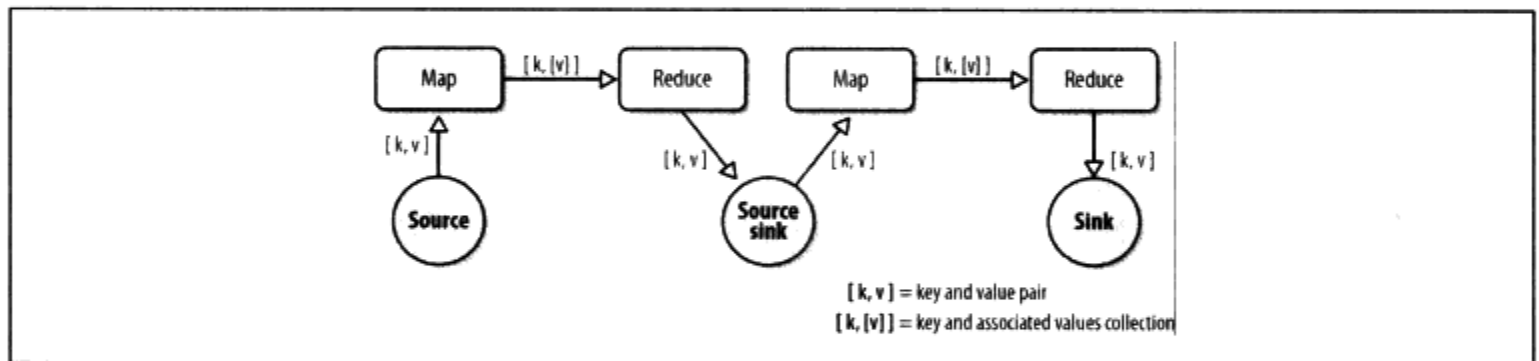 Map
[ k, [v] ]
Reduce
Map
[ k, [v] ]
Reduce
[ k, v ]
[ k, v ]
[ k, v ]
[ k, v ]
Source
Source
sink
Sink
[ k, v ] = key and value pair
[ k, [v] ] = key and associated values collection